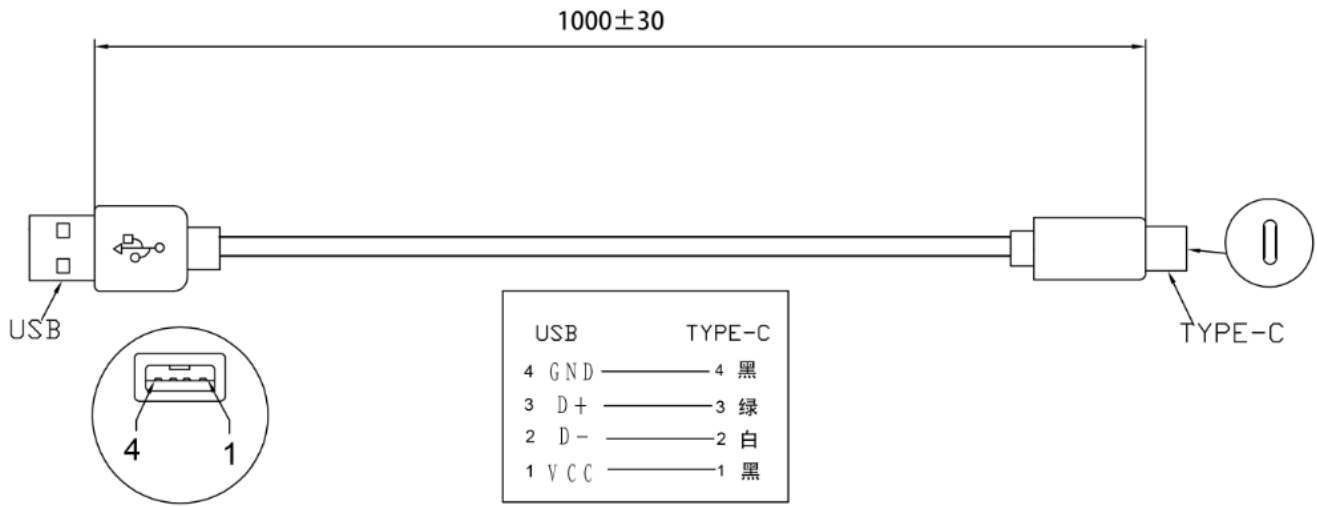 1000±30
USB
TYPE-C
4 1
USB TYPE-C
4 GND 4 黑
3 D+ 3 绿
2 D- 2 白
1 VCC 1 黑